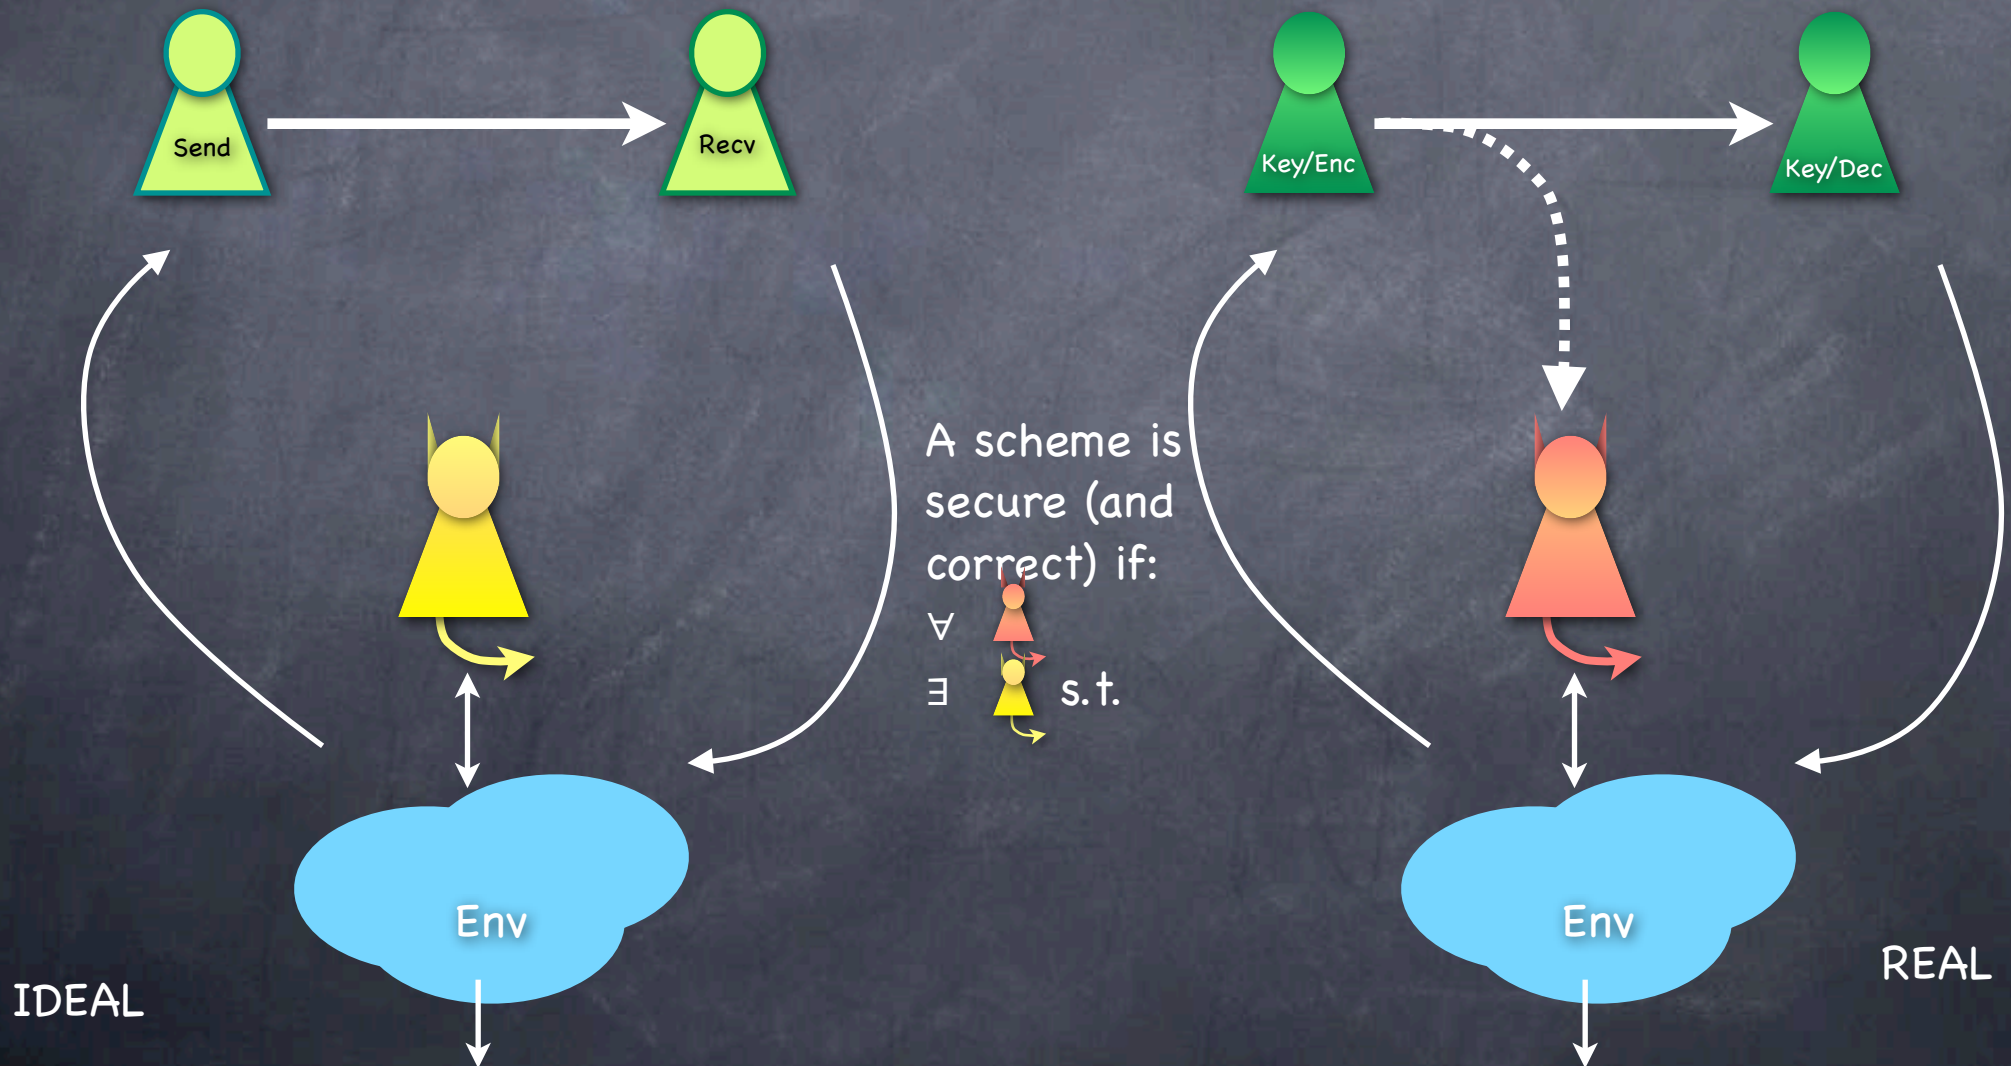 Send
Recv
Key/Enc
Key/Dec
A scheme is
secure (and
correct) if:
∀
∃ s.t.
Env
Env
IDEAL
REAL